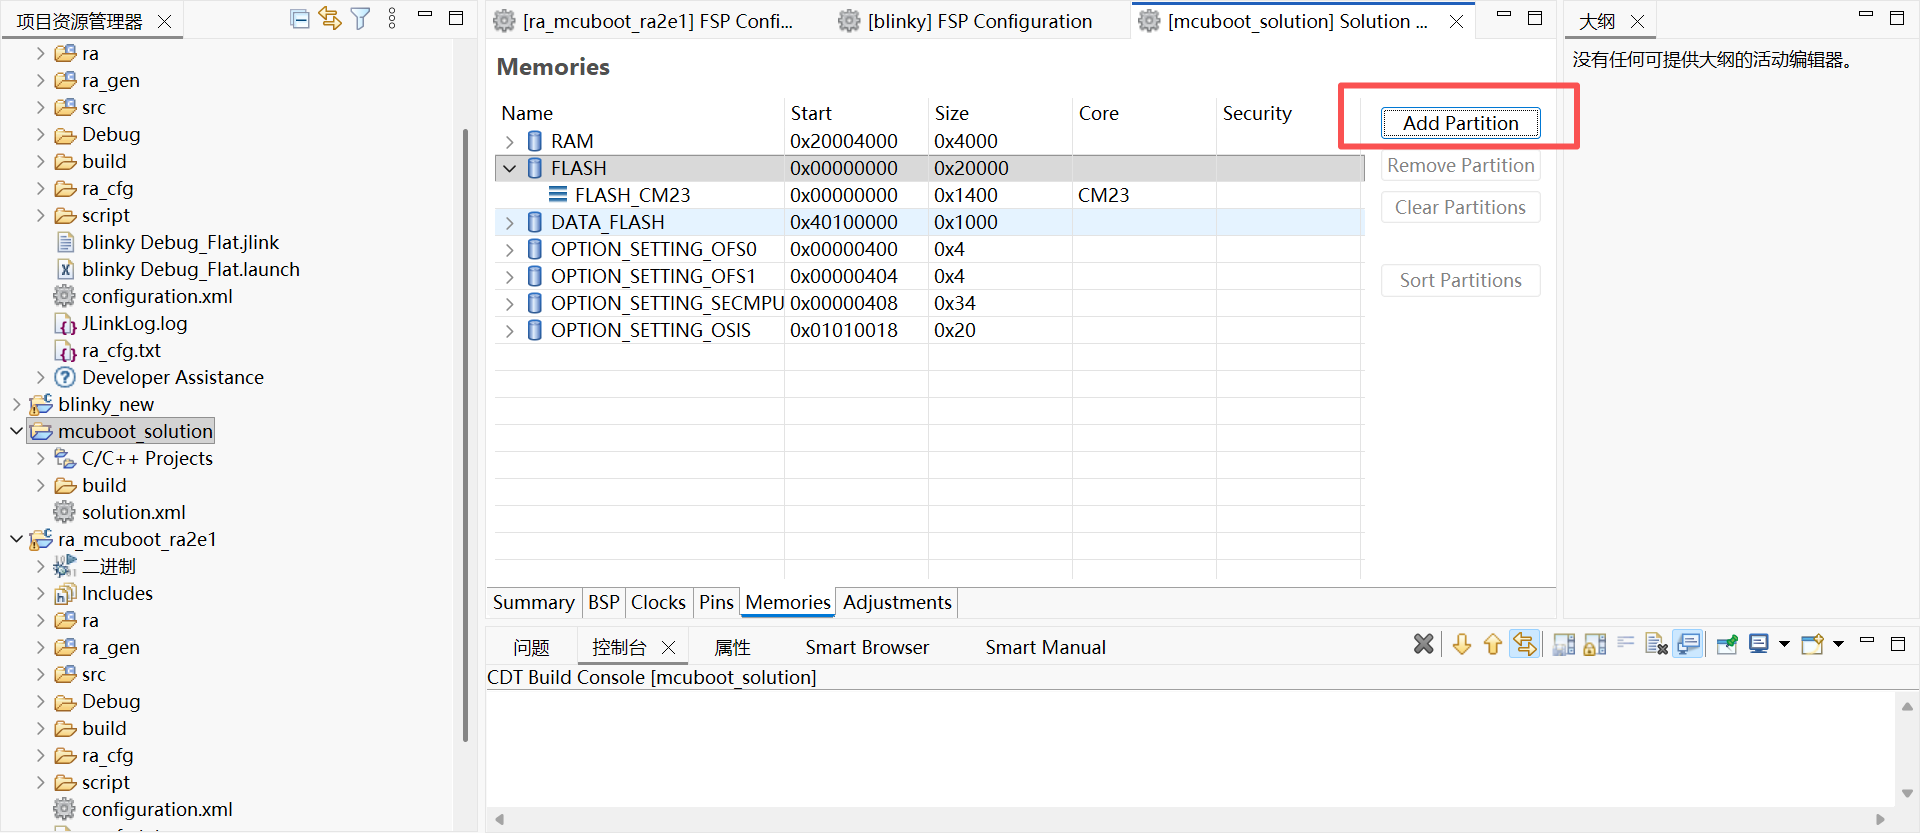 项目资源管理器
ra
ra_gen
src
Debug
build
ra_cfg
script
blinky Debug_Flat.jlink
blinky Debug_Flat.launch
configuration.xml
JLinkLog.log
ra_cfg.txt
Developer Assistance
blinky_new
mcuboot_solution
C/C++ Projects
build
solution.xml
ra_mcuboot_ra2e1
二进制
Includes
ra
ra_gen
src
Debug
build
ra_cfg
script
configuration.xml
[ra_mcuboot_ra2e1] FSP Confi...
[blinky] FSP Configuration
[mcuboot_solution] Solution ...
Memories
Name Start Size Core Security
RAM 0x20004000 0x4000
FLASH 0x00000000 0x20000
FLASH_CM23 0x00000000 0x1400 CM23
DATA_FLASH 0x40100000 0x1000
OPTION_SETTING_OFS0 0x00000400 0x4
OPTION_SETTING_OFS1 0x00000404 0x4
OPTION_SETTING_SECMPU 0x00000408 0x34
OPTION_SETTING_OSIS 0x01010018 0x20
Add Partition
Remove Partition
Clear Partitions
Sort Partitions
Summary BSP Clocks Pins Memories Adjustments
问题 控制台 属性 Smart Browser Smart Manual
CDT Build Console [mcuboot_solution]
大纲
没有任何可提供大纲的活动编辑器。